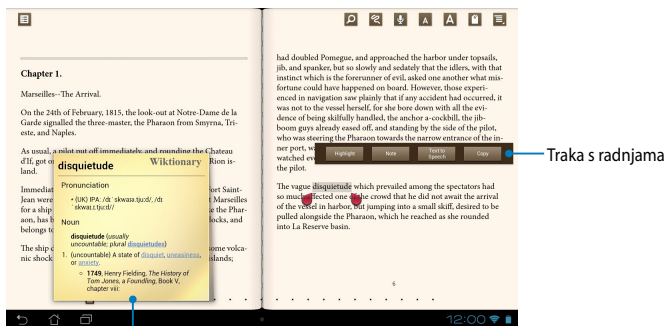 Chapter 1.
Marseilles--The Arrival.
On the 24th of February, 1815, the look-out at Notre-Dame de la
Garde signalled the three-master, the Pharaon from Smyrna, Tri-
este, and Naples.
As usual, a pilot put off immediately, and rounding the Chateau
d'If, got on
Rion is-
land.
Immediat
ort Saint-
Jean were
t Marseilles
for a ship
ke the Phar-
aon, has b
ocks, and
belongs to
The ship d
ome volca-
nic shock
islands;
disquietude
Wiktionary
Pronunciation
• (UK) IPA: /dɪˈskwaɪə.tju:d/, /dɪ
ˈskwaɪ.ɪ.tju:d//
Noun
disquietude (usually
uncountable; plural disquietudes)
1. (uncountable) A state of disquiet, uneasiness,
or anxiety.
○ 1749, Henry Fielding, The History of
Tom Jones, a Foundling, Book V,
chapter viii:
A A
had doubled Pomegue, and approached the harbor under topsails,
jib, and spanker, but so slowly and sedately that the idlers, with that
instinct which is the forerunner of evil, asked one another what mis-
fortune could have happened on board. However, those experi-
enced in navigation saw plainly that if any accident had occurred, it
was not to the vessel herself, for she bore down with all the evi-
dence of being skilfully handled, the anchor a-cockbill, the jib-
boom guys already eased off, and standing by the side of the pilot,
who was steering the Pharaon towards the narrow entrance of the in-
ner port, w
watched eve
the pilot.
Highlight
Note
Text to
Speech
Copy
Traka s radnjama
The vague disquietude which prevailed among the spectators had
so much affected one of the crowd that he did not await the arrival
of the vessel in harbor, but jumping into a small skiff, desired to be
pulled alongside the Pharaon, which he reached as she rounded
into La Reserve basin.
6
12:00